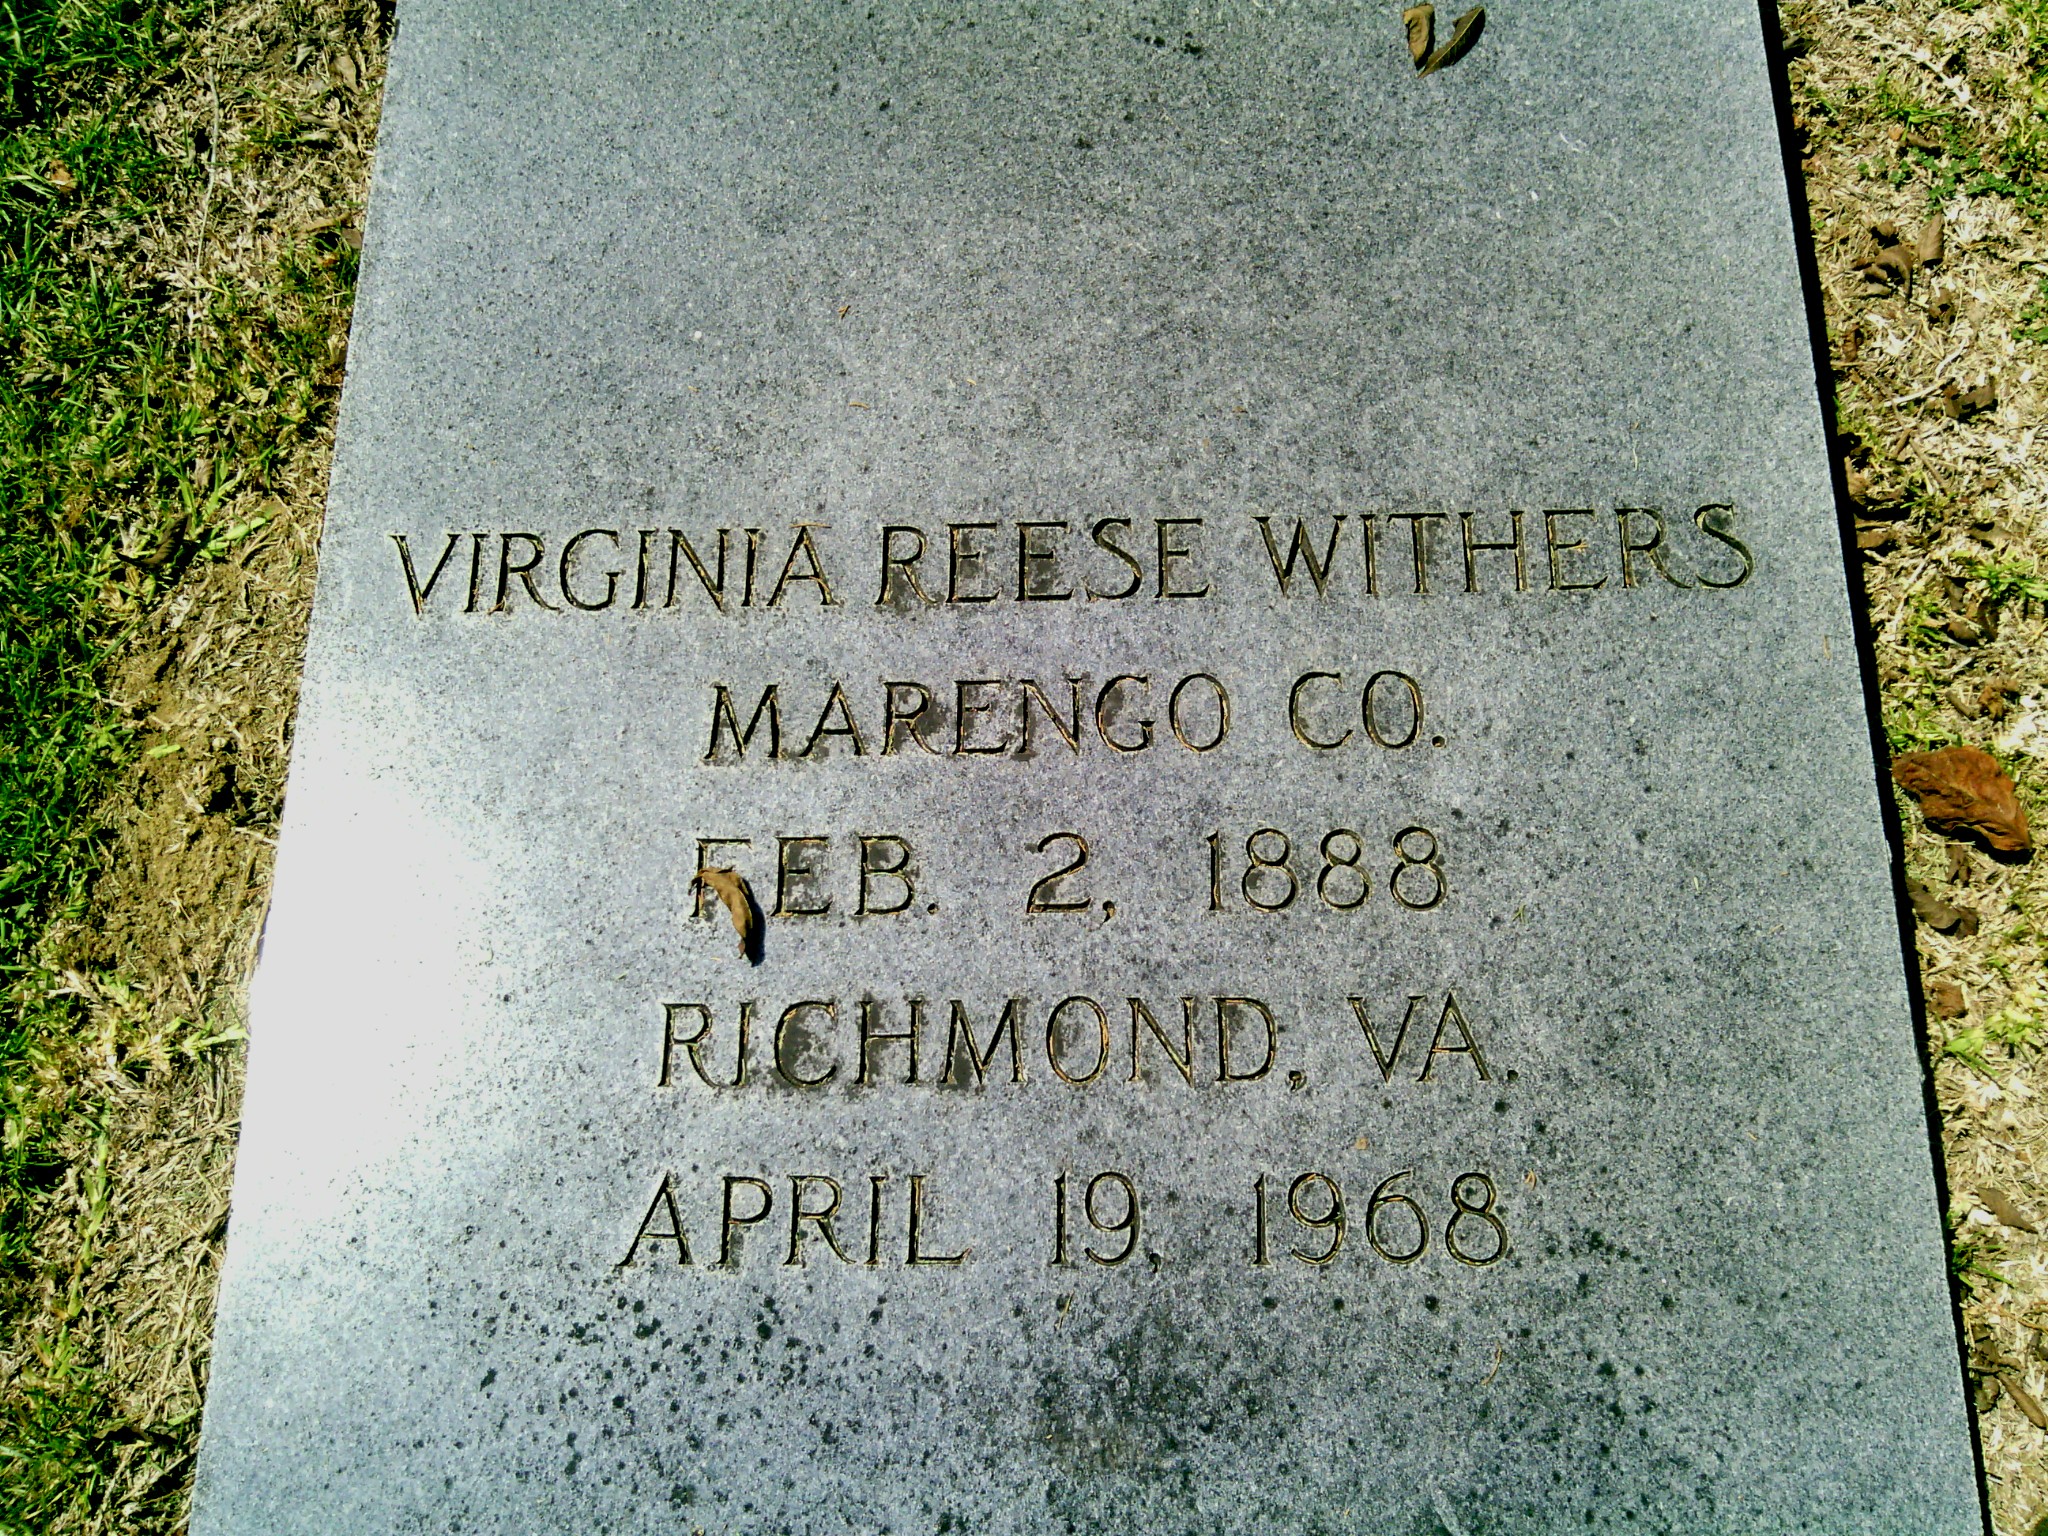 VIRGINIA REESE WITHERS
MARENGO CO.
FEB. 2, 1888
RICHMOND, VA.
APRIL 19, 1968